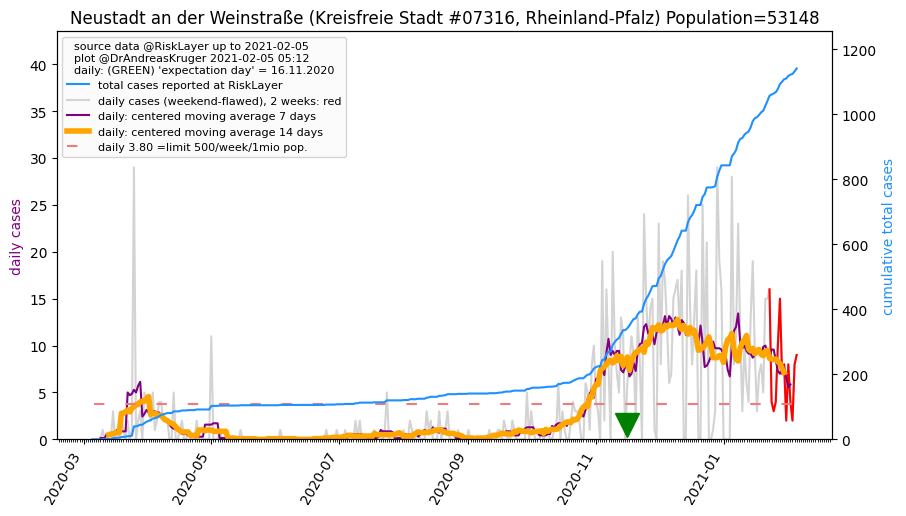 Neustadt an der Weinstraße (Kreisfreie Stadt #07316, Rheinland-Pfalz) Population=53148
source data @RiskLayer up to 2021-02-05
plot @DrAndreasKruger 2021-02-05 05:12
daily: (GREEN) 'expectation day' = 16.11.2020
total cases reported at RiskLayer
daily cases (weekend-flawed), 2 weeks: red
daily: centered moving average 7 days
daily: centered moving average 14 days
daily 3.80 =limit 500/week/1mio pop.
daily cases
40
35
30
25
20
15
10
5
0
cumulative total cases
1200
1000
800
600
400
200
0
2020-03
2020-05
2020-07
2020-09
2020-11
2021-01